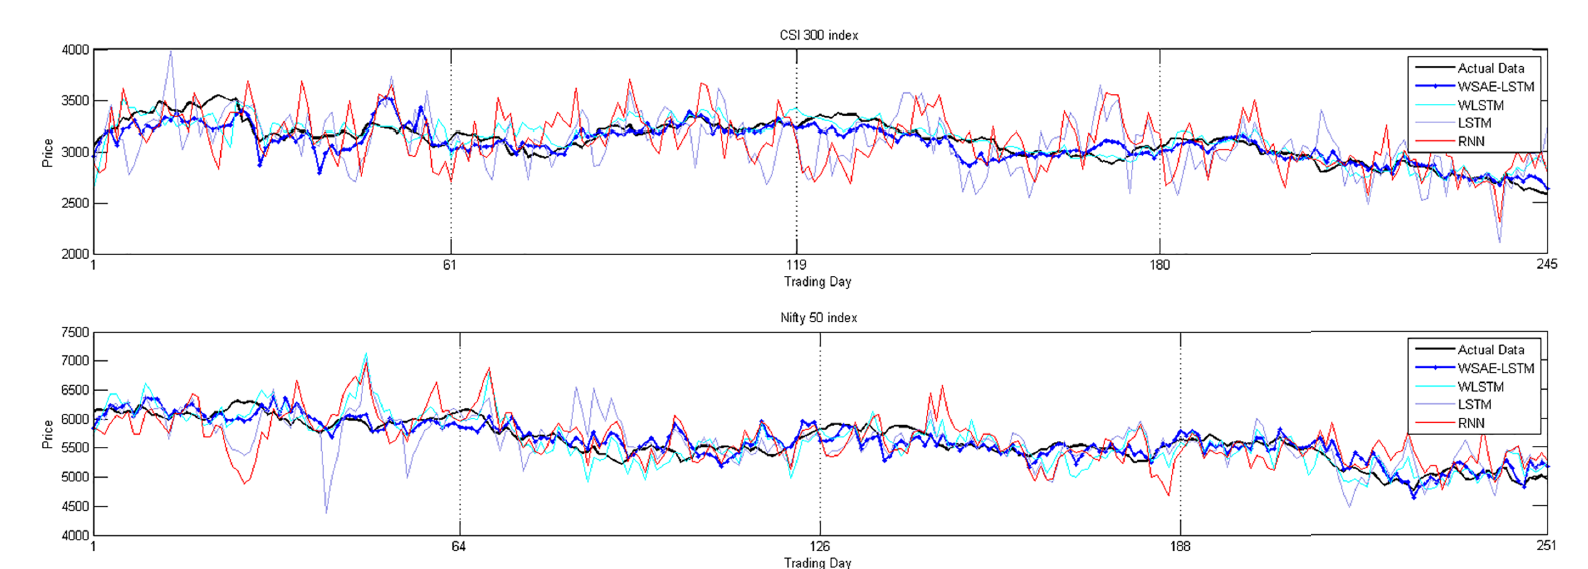 CSI 300 index
4000
3500
3000
2500
2000
Price
1
61
119
180
245
Trading Day
Actual Data
WSAE-LSTM
WLSTM
LSTM
RNN
Nifty 50 index
7500
7000
6500
6000
5500
5000
4500
4000
Price
1
64
126
188
251
Trading Day
Actual Data
WSAE-LSTM
WLSTM
LSTM
RNN